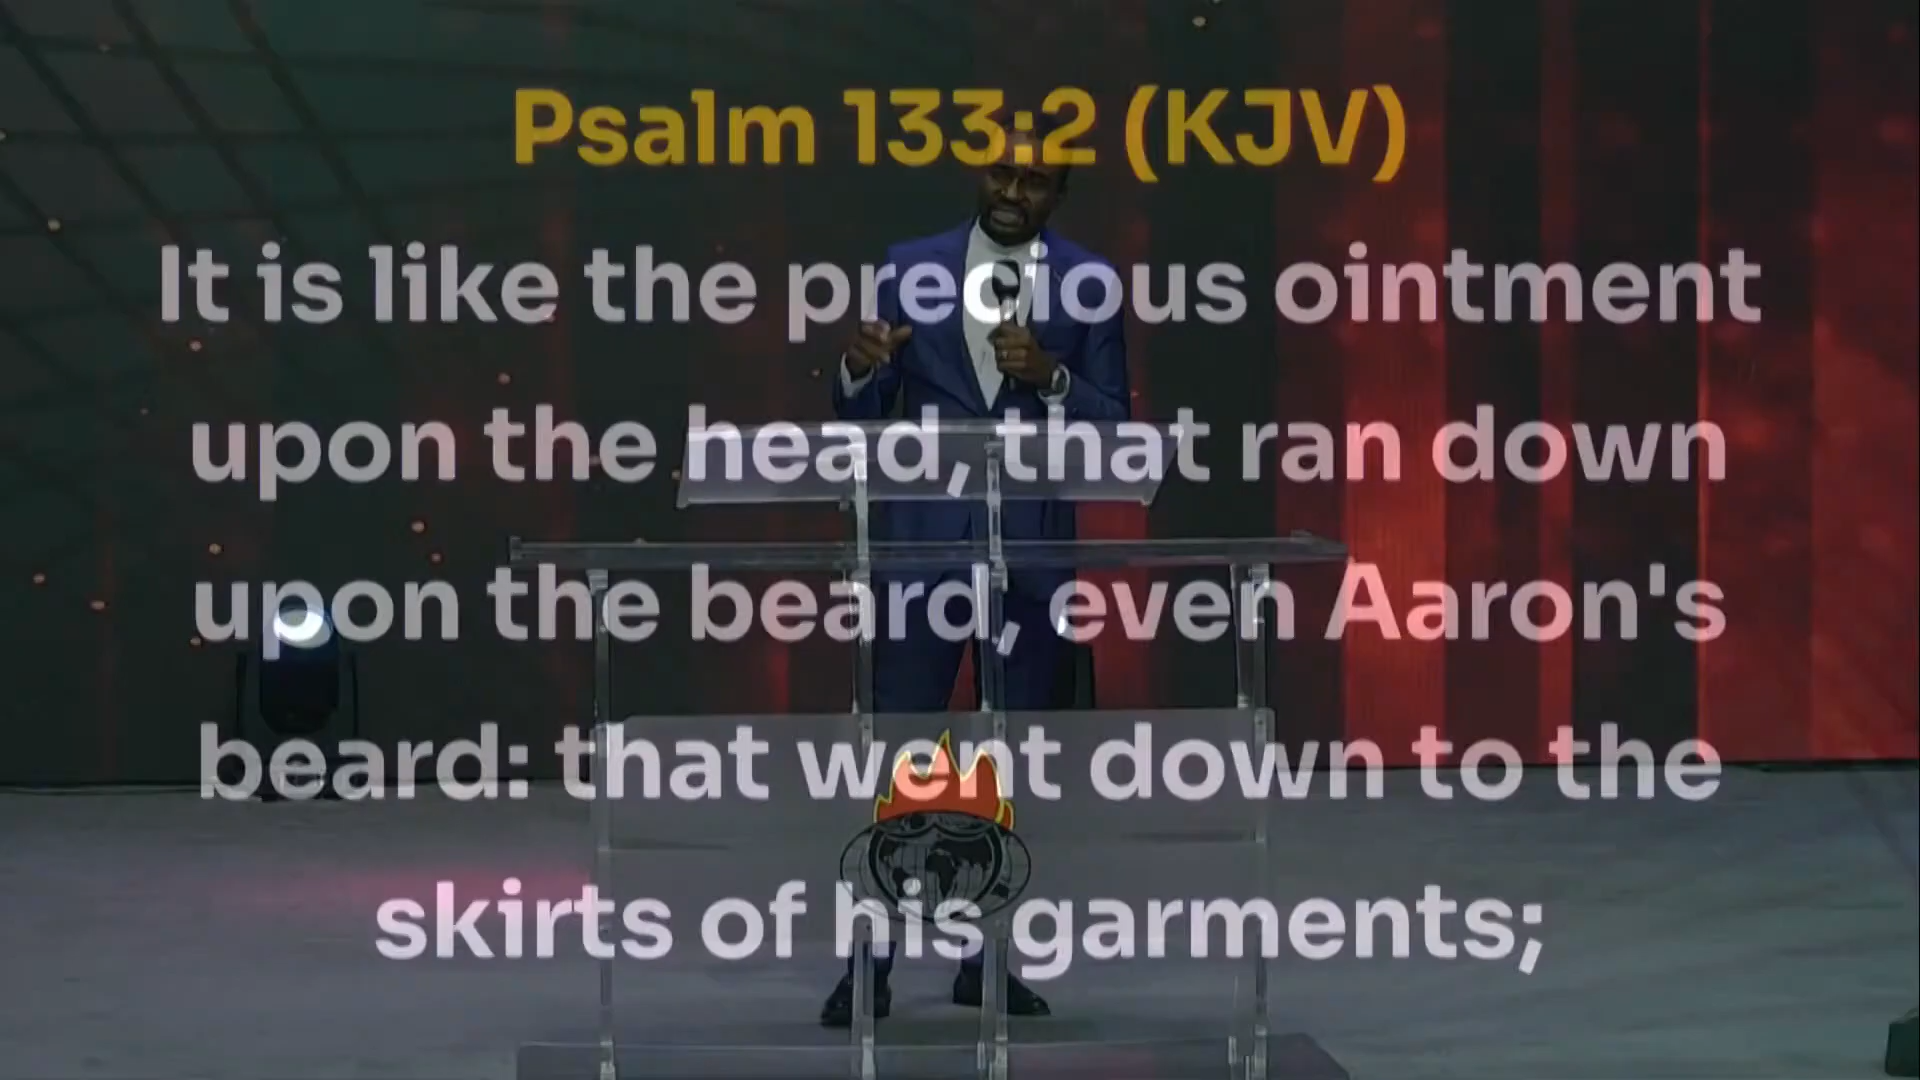 Psalm 133:2 (KJV)
It is like the precious ointment
upon the head, that ran down
upon the beard, even Aaron's
beard: that went down to the
skirts of his garments;